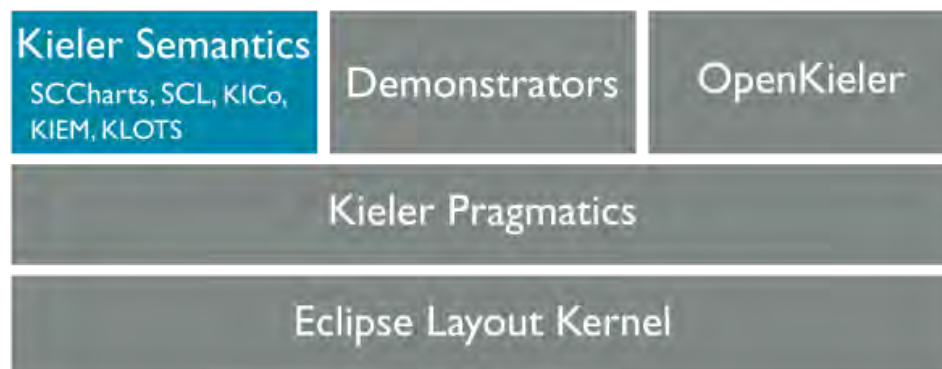 Kieler Semantics
SCCharts, SCL, KICo,
KIEM, KLOTS
Demonstrators
OpenKieler
Kieler Pragmatics
Eclipse Layout Kernel